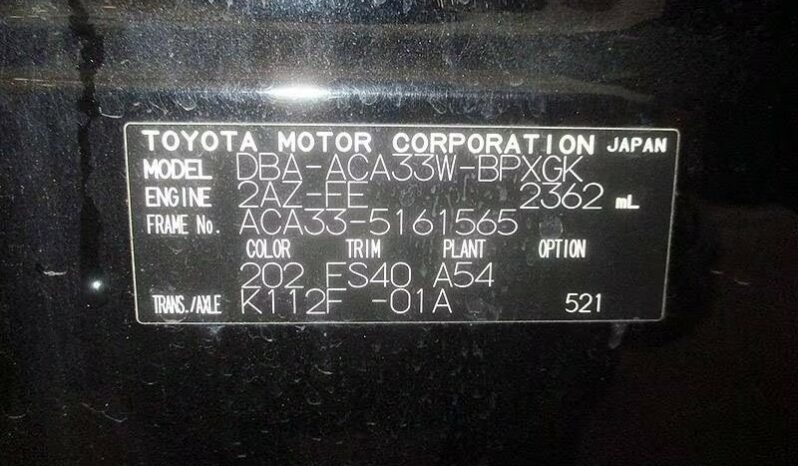 TOYOTA MOTOR CORPORATION JAPAN
MODEL DBA-ACA33W-BPXGK
ENGINE 2AZ-FE 2362 mL
FRAME No. ACA33-5161565
COLOR TRIM PLANT OPTION
202 FS40 A54
TRANS./AXLE K112F -01A 521